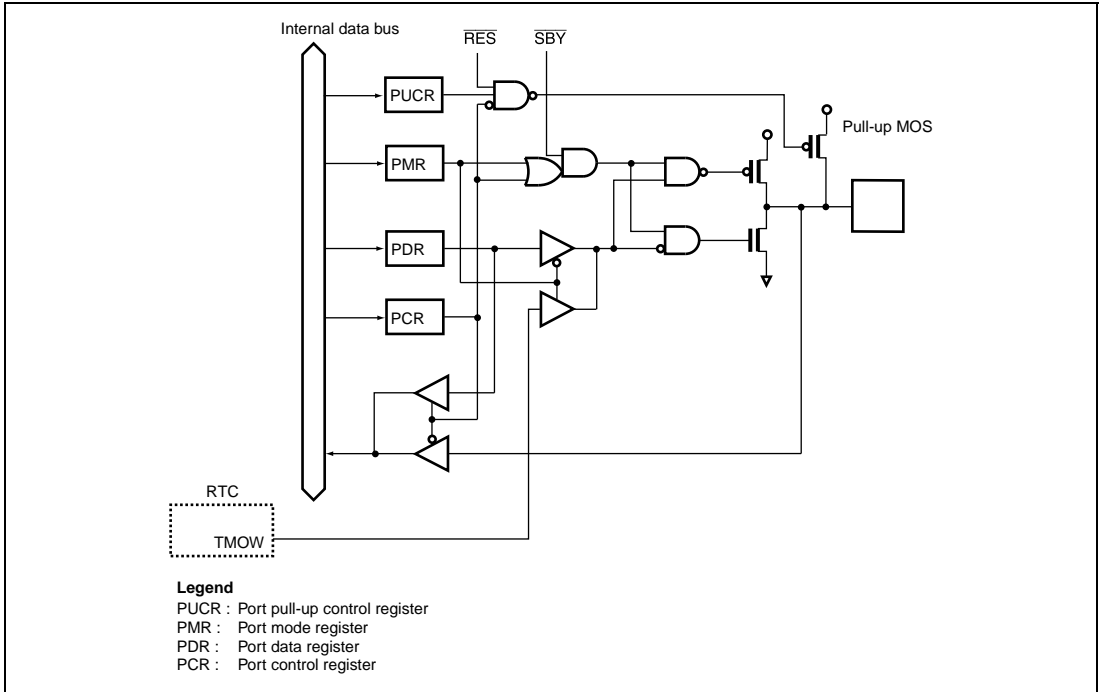 Internal data bus
RES
SBY
PUCR
Pull-up MOS
PMR
PDR
PCR
RTC
TMOW
Legend
PUCR : Port pull-up control register
PMR : Port mode register
PDR : Port data register
PCR : Port control register